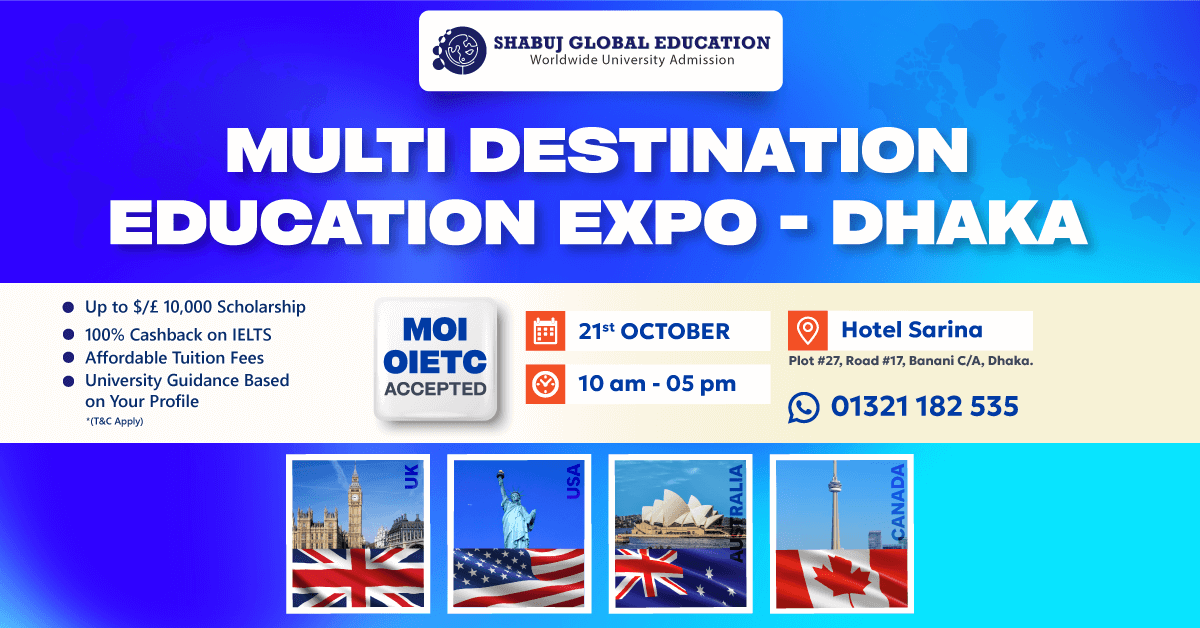 SHABUJ GLOBAL EDUCATION
Worldwide University Admission
MULTI DESTINATION
EDUCATION EXPO - DHAKA
Up to $/£ 10,000 Scholarship
100% Cashback on IELTS
Affordable Tuition Fees
University Guidance Based
on Your Profile
*(T&C Apply)
MOI
OIETC
ACCEPTED
21st OCTOBER
10 am - 05 pm
Hotel Sarina
Plot #27, Road #17, Banani C/A, Dhaka.
01321 182 535
UK
USA
AUSTRALIA
CANADA